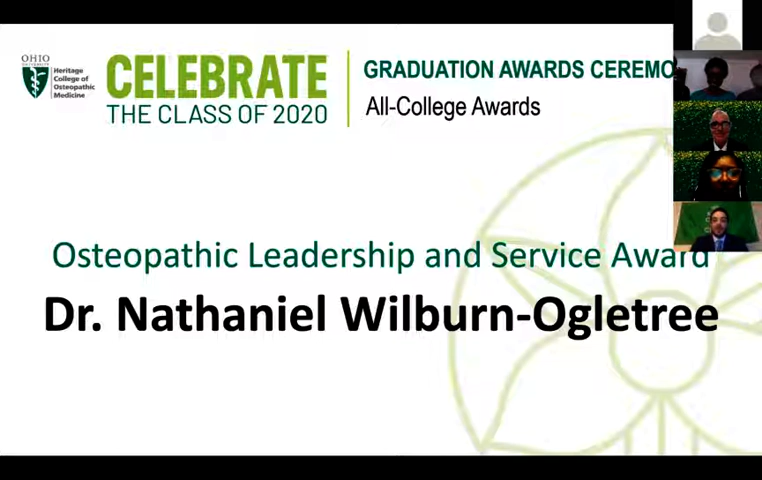 OHIO
UNIVERSITY
Heritage
College of
Osteopathic
Medicine
CELEBRATE
THE CLASS OF 2020
GRADUATION AWARDS CEREMO
All-College Awards
Osteopathic Leadership and Service Award
Dr. Nathaniel Wilburn-Ogletree